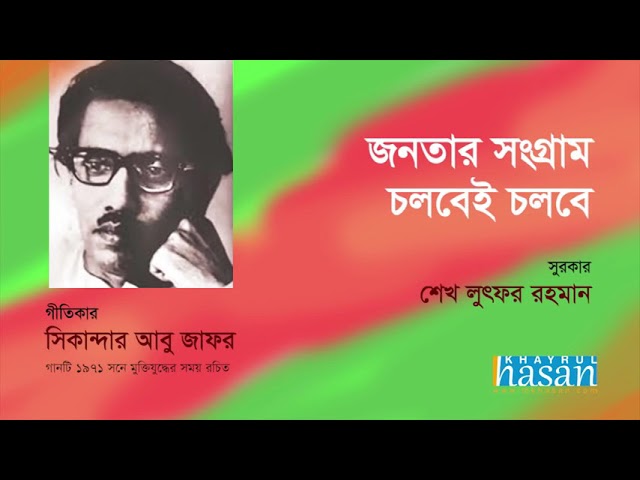 জনতার সংগ্রাম
চলবেই চলবে
সুরকার
শেখ লুৎফর রহমান
গীতিকার
সিকান্দার আবু জাফর
গানটি ১৯৭১ সনে মুক্তিযুদ্ধের সময় রচিত
KHAYRUL
hasan